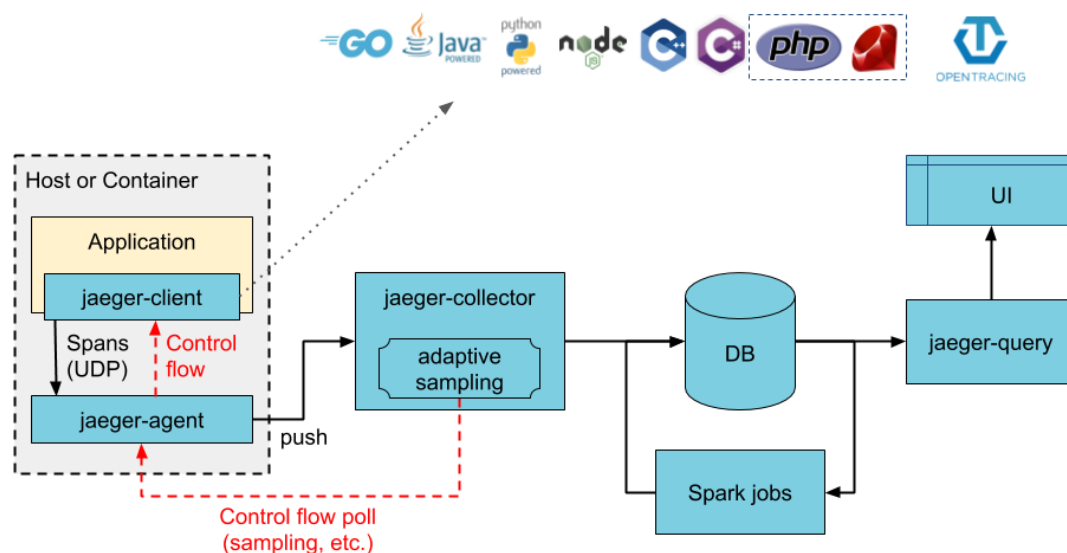 GO
Java
POWERED
python
powered
node
JS
C++
C#
php
OPENTRACING
Host or Container
Application
jaeger-client
Spans
(UDP)
Control
flow
jaeger-agent
push
jaeger-collector
adaptive
sampling
Control flow poll
(sampling, etc.)
DB
Spark jobs
UI
jaeger-query